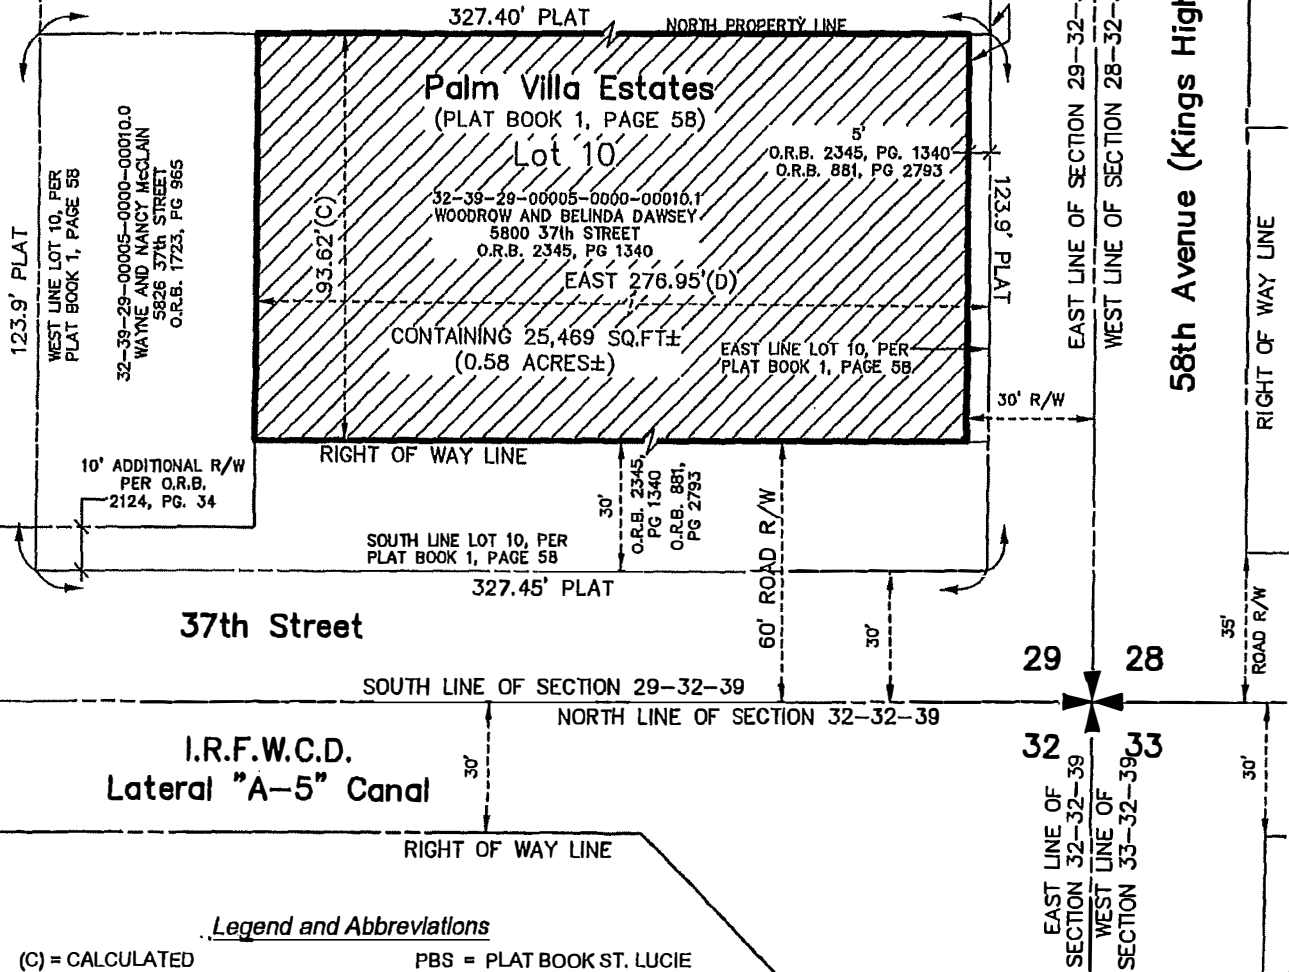 327.40' PLAT
NORTH PROPERTY LINE
Palm Villa Estates
(PLAT BOOK 1, PAGE 58)
Lot 10
5'
O.R.B. 2345, PG. 1340
O.R.B. 881, PG 2793
32-39-29-00005-0000-00010.1
WOODROW AND BELINDA DAWSEY
5800 37th STREET
O.R.B. 2345, PG 1340
EAST 276.95'(D)
93.62'(C)
CONTAINING 25,469 SQ.FT±
(0.58 ACRES±)
EAST LINE LOT 10, PER
PLAT BOOK 1, PAGE 58
123.9' PLAT
WEST LINE LOT 10, PER
PLAT BOOK 1, PAGE 58
32-39-29-00005-0000-00010.0
WAYNE AND NANCY McCLAIN
5826 37th STREET
O.R.B. 1723, PG 965
123.9' PLAT
EAST LINE OF SECTION 29-32-
WEST LINE OF SECTION 28-32-
58th Avenue (Kings High
RIGHT OF WAY LINE
30' R/W
RIGHT OF WAY LINE
10' ADDITIONAL R/W
PER O.R.B.
2124, PG. 34
30'
O.R.B. 2345,
PG 1340
O.R.B. 881,
PG 2793
60' ROAD R/W
SOUTH LINE LOT 10, PER
PLAT BOOK 1, PAGE 58
327.45' PLAT
37th Street
30'
35'
ROAD R/W
29
28
SOUTH LINE OF SECTION 29-32-39
NORTH LINE OF SECTION 32-32-39
32
33
I.R.F.W.C.D.
Lateral "A-5" Canal
30'
30'
RIGHT OF WAY LINE
EAST LINE OF
SECTION 32-32-39
WEST LINE OF
SECTION 33-32-39
Legend and Abbreviations
(C) = CALCULATED
PBS = PLAT BOOK ST. LUCIE